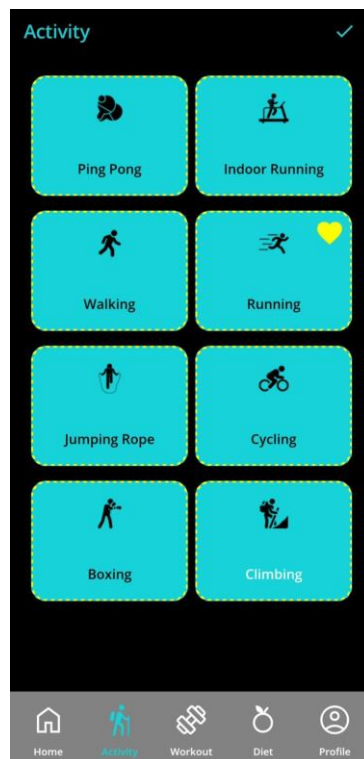 Activity
Ping Pong
Indoor Running
Walking
Running
Jumping Rope
Cycling
Boxing
Climbing
Home
Activity
Workout
Diet
Profile